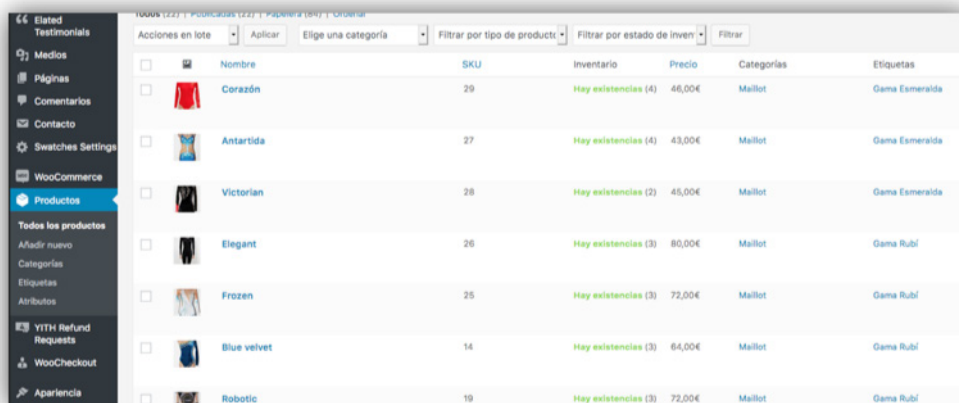 Elated Testimonials
Medios
Páginas
Comentarios
Contacto
Swatches Settings
WooCommerce
Productos
Todos los productos
Añadir nuevo
Categorías
Etiquetas
Atributos
YITH Refund Requests
WooCheckout
Apariencia
Todos (22) | Publicadas (22) | Papelera (84) | Ordenar
Acciones en lote Aplicar Elige una categoría Filtrar por tipo de producto Filtrar por estado de inven Filtrar
Nombre SKU Inventario Precio Categorías Etiquetas
Corazón 29 Hay existencias (4) 46,00€ Maillot Gama Esmeralda
Antartida 27 Hay existencias (4) 43,00€ Maillot Gama Esmeralda
Victorian 28 Hay existencias (2) 45,00€ Maillot Gama Esmeralda
Elegant 26 Hay existencias (3) 80,00€ Maillot Gama Rubí
Frozen 25 Hay existencias (3) 72,00€ Maillot Gama Rubí
Blue velvet 14 Hay existencias (3) 64,00€ Maillot Gama Rubí
Robotic 19 Hay existencias (3) 72,00€ Maillot Gama Rubí